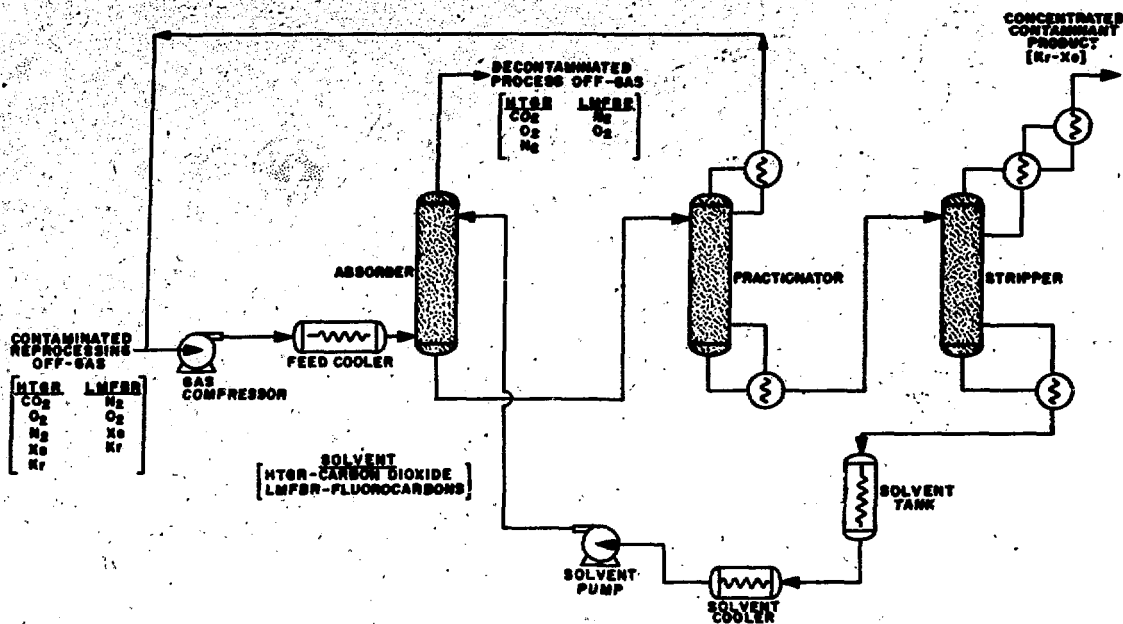 CONCENTRATED
CONTAMINANT
PRODUCT
[Kr-Xe]
DECONTAMINATED
PROCESS OFF-GAS
HTGR LMFBR
CO2 N2
O2 O2
N2
ABSORBER
FRACTIONATOR
STRIPPER
CONTAMINATED
REPROCESSING
OFF-GAS
HTGR LMFBR
CO2 N2
O2 O2
N2 Xe
Xe Kr
Kr
GAS
COMPRESSOR
FEED COOLER
SOLVENT
HTGR-CARBON DIOXIDE
LMFBR-FLUOROCARBONS
SOLVENT
TANK
SOLVENT
PUMP
SOLVENT
COOLER